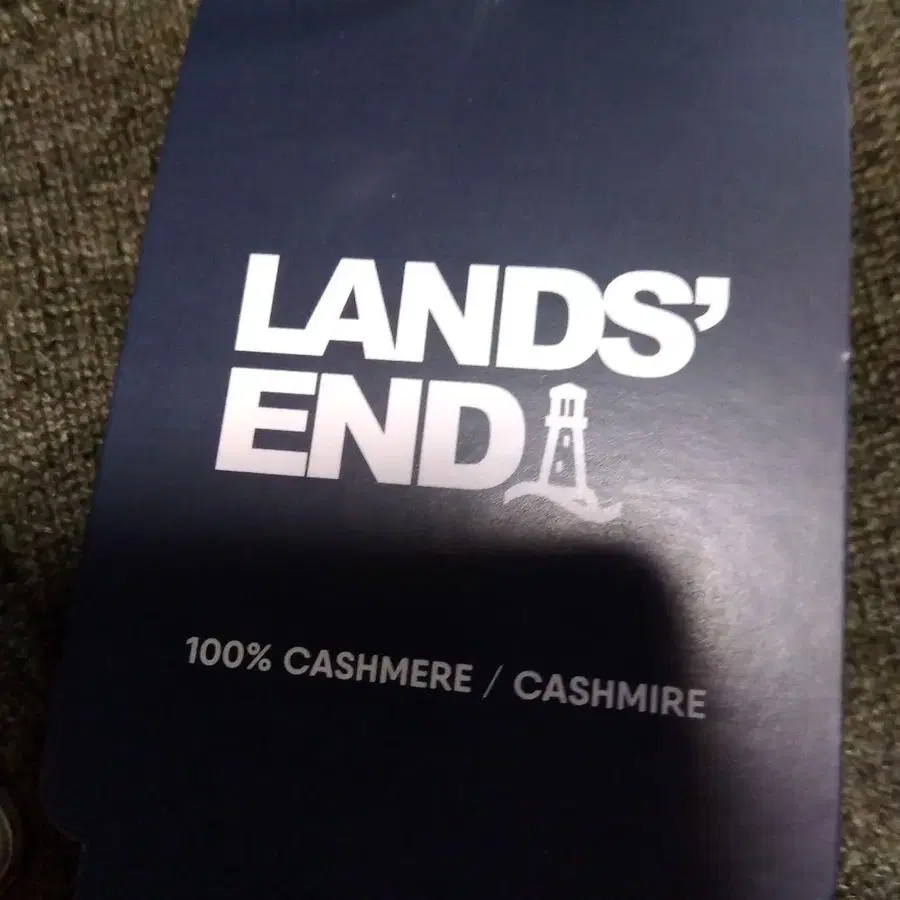 LANDS'
END
100% CASHMERE / CASHMIRE